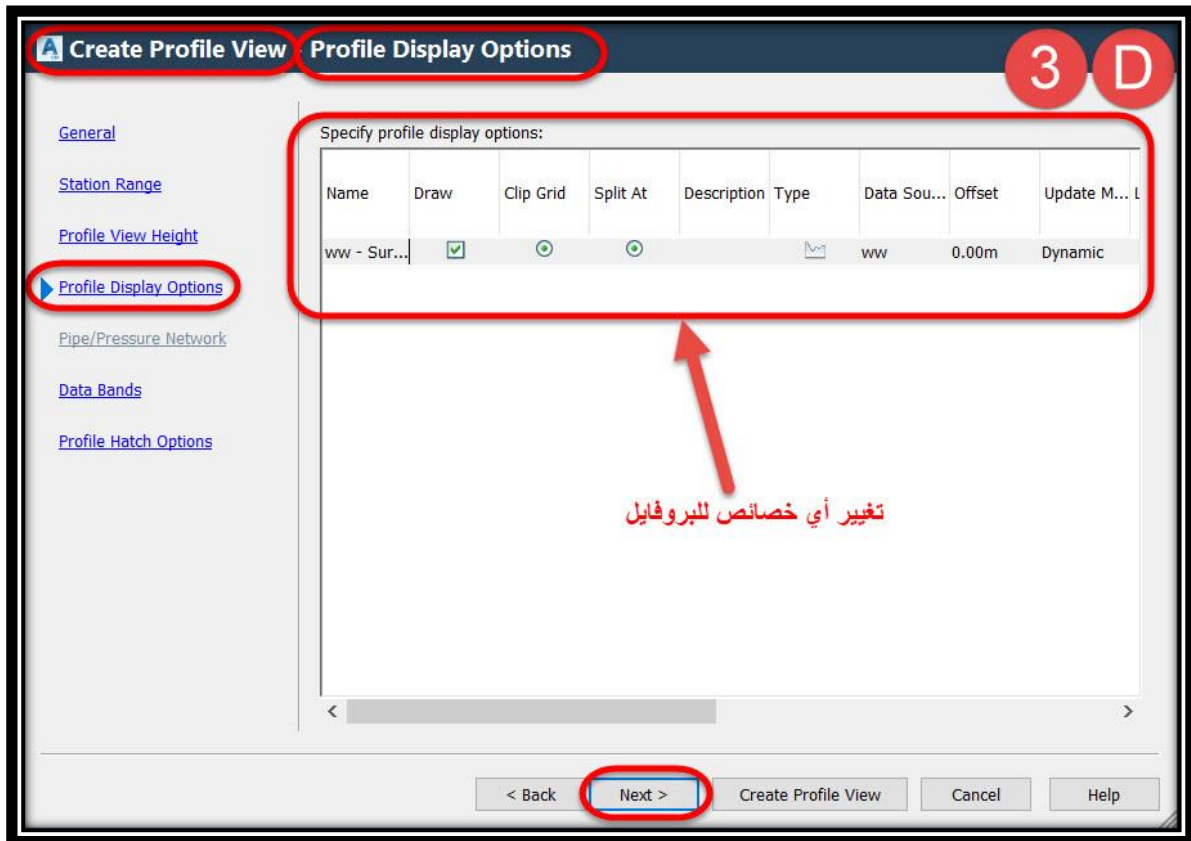 Create Profile View - Profile Display Options
3 D
General
Station Range
Profile View Height
Profile Display Options
Pipe/Pressure Network
Data Bands
Profile Hatch Options
Specify profile display options:
Name Draw Clip Grid Split At Description Type Data Sou... Offset Update M... L
ww - Sur... ww 0.00m Dynamic
تغيير أي خصائص للبروفايل
< >
< Back Next > Create Profile View Cancel Help